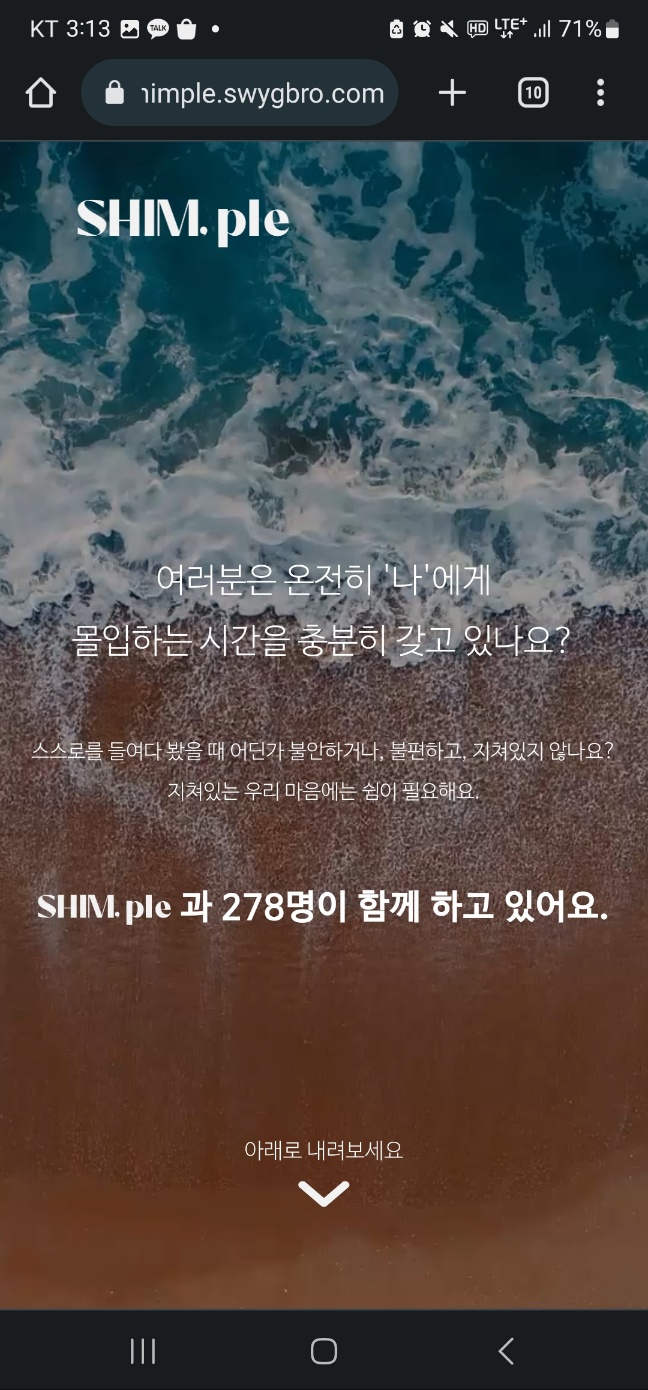 KT 3:13 TALK HD LTE+ 71%
himple.swygbro.com 10
SHIM.ple
여러분은 온전히 '나'에게
몰입하는 시간을 충분히 갖고 있나요?
스스로를 들여다 봤을 때 어딘가 불안하거나, 불편하고, 지쳐있지 않나요?
지쳐있는 우리 마음에는 쉼이 필요해요.
SHIM.ple 과 278명이 함께 하고 있어요.
아래로 내려보세요